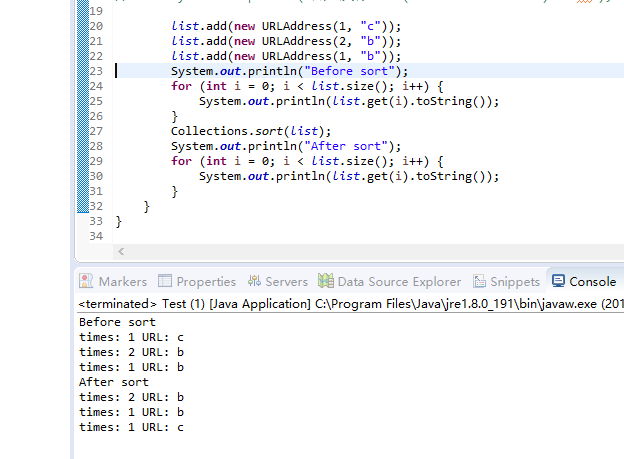 19
20 list.add(new URLAddress(1, "c"));
21 list.add(new URLAddress(2, "b"));
22 list.add(new URLAddress(1, "b"));
23 System.out.println("Before sort");
24 for (int i = 0; i < list.size(); i++) {
25 System.out.println(list.get(i).toString());
26 }
27 Collections.sort(list);
28 System.out.println("After sort");
29 for (int i = 0; i < list.size(); i++) {
30 System.out.println(list.get(i).toString());
31 }
32 }
33 }
34
Markers Properties Servers Data Source Explorer Snippets Console
<terminated> Test (1) [Java Application] C:\Program Files\Java\jre1.8.0_191\bin\javaw.exe (201
Before sort
times: 1 URL: c
times: 2 URL: b
times: 1 URL: b
After sort
times: 2 URL: b
times: 1 URL: b
times: 1 URL: c